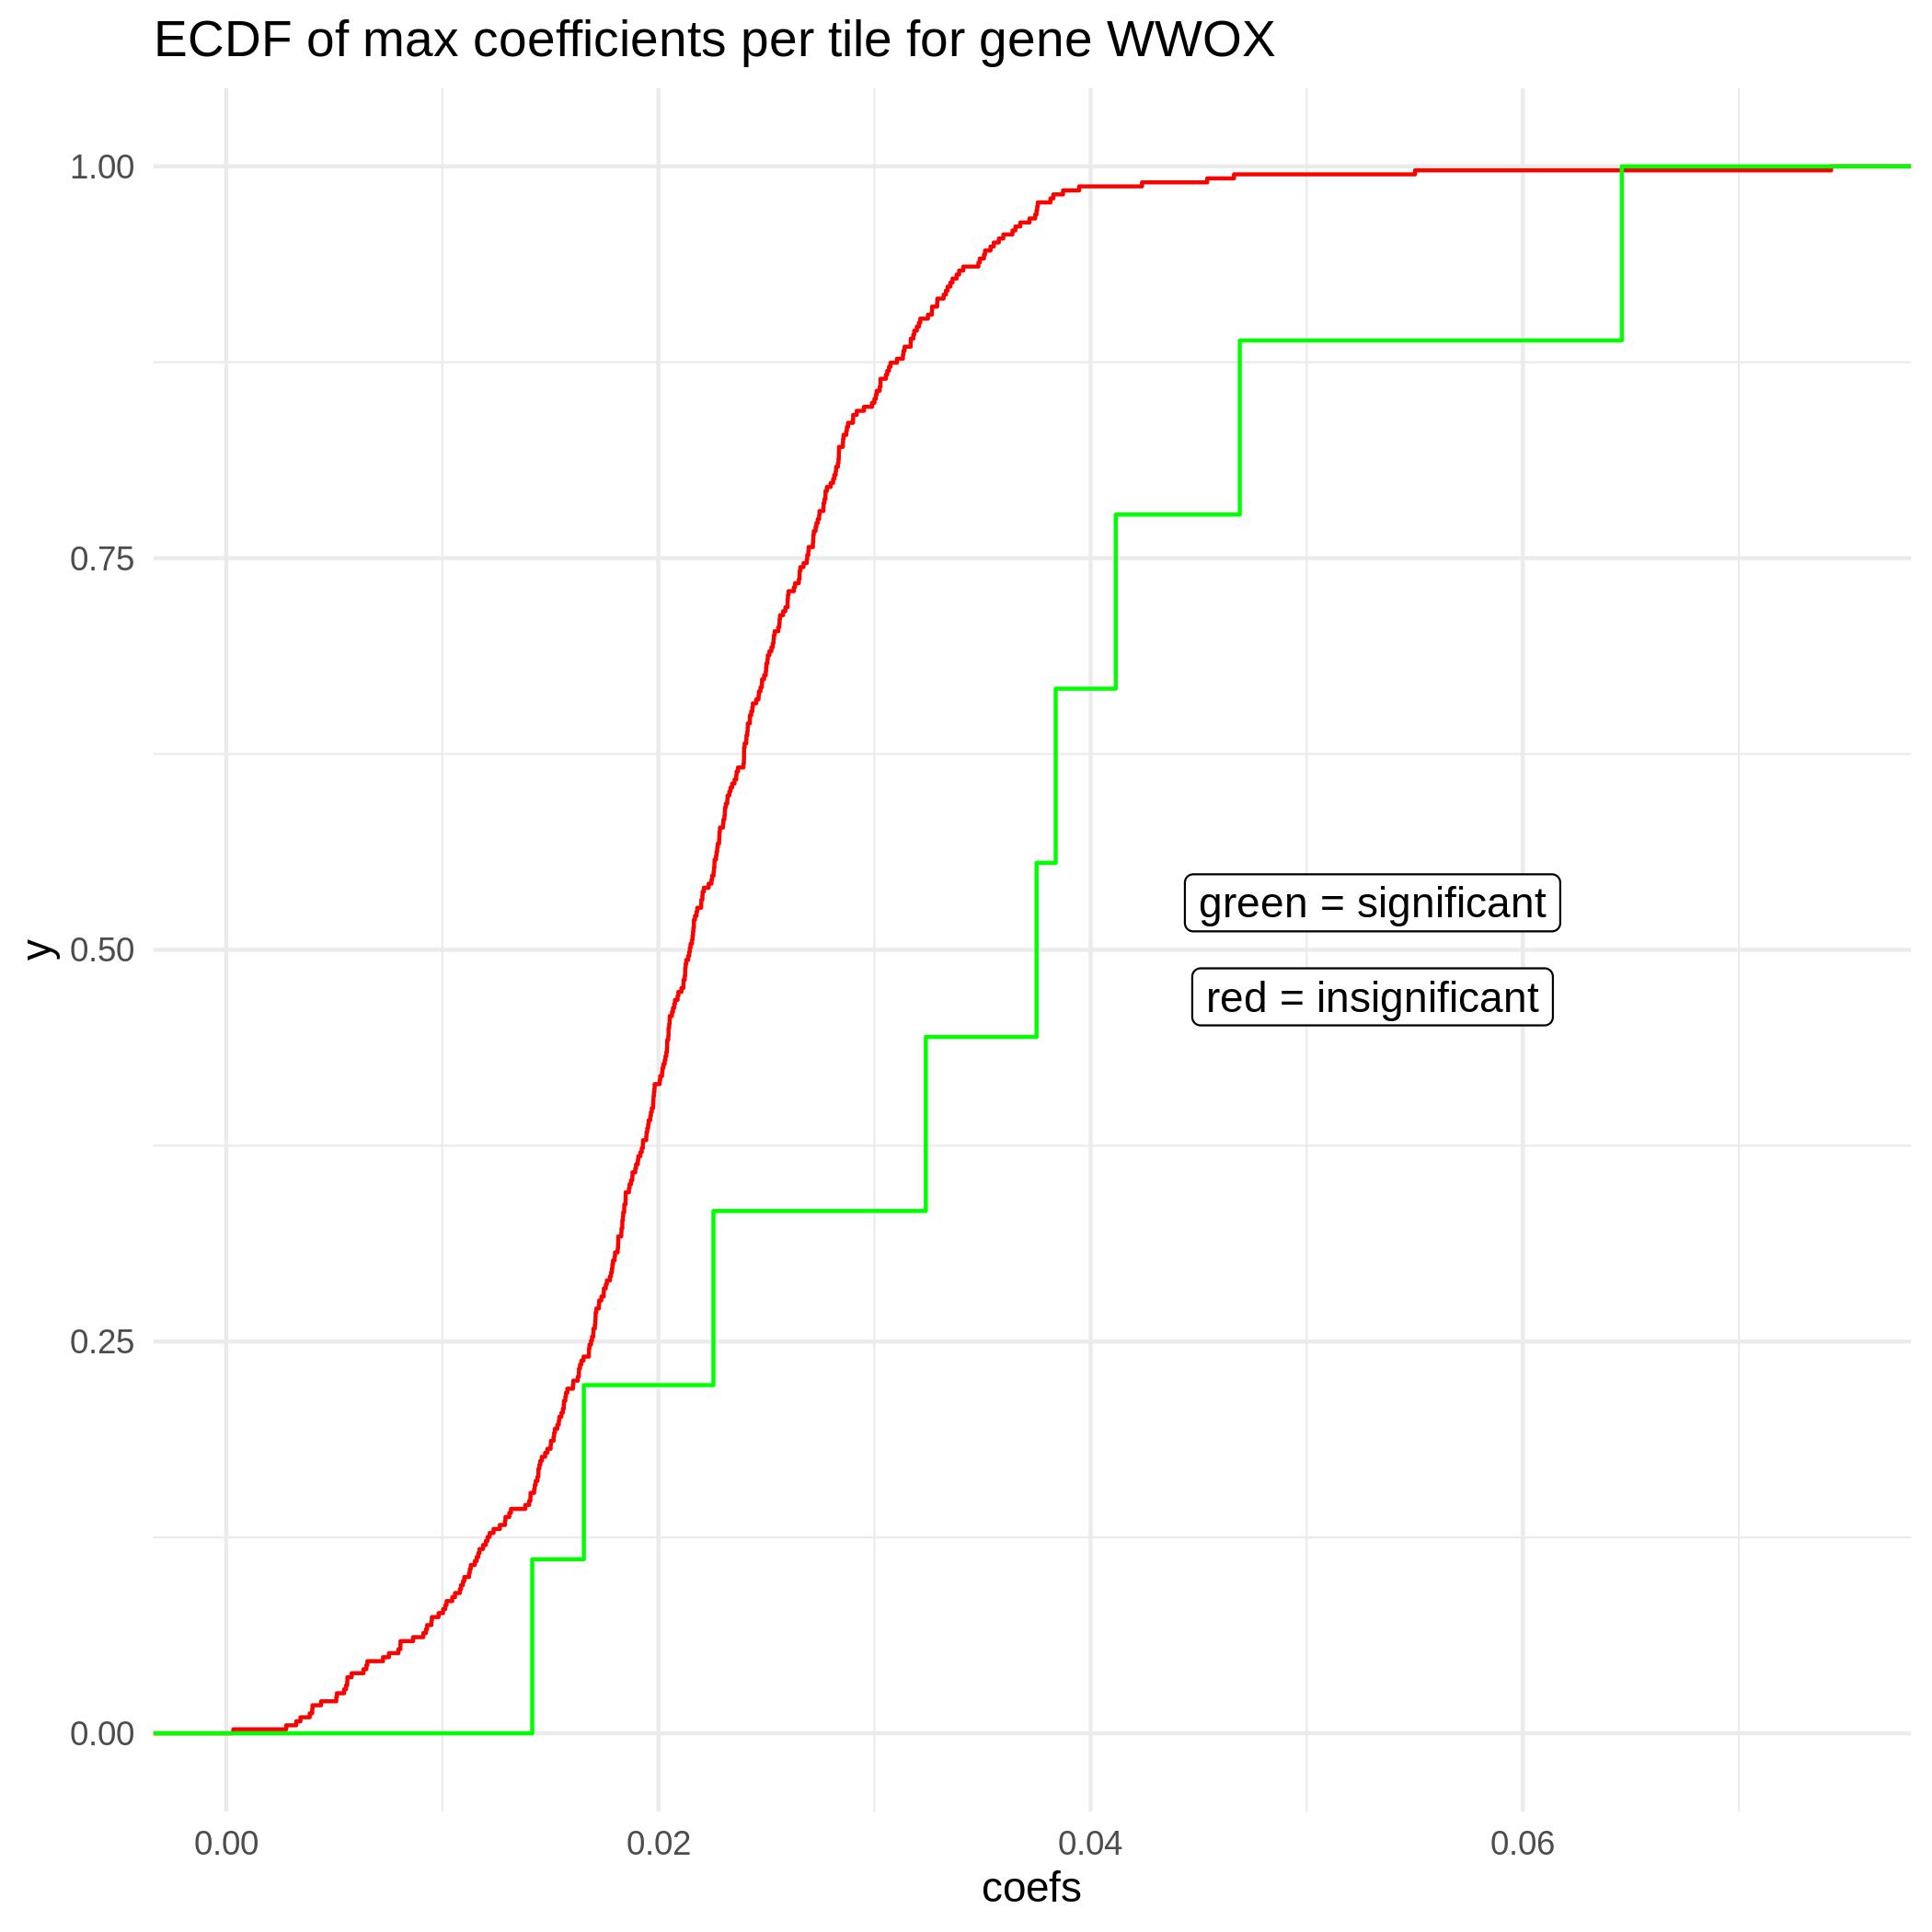 ECDF of max coefficients per tile for gene WWOX
1.00
0.75
0.50
0.25
0.00
y
green = significant
red = insignificant
0.00 0.02 0.04 0.06
coefs